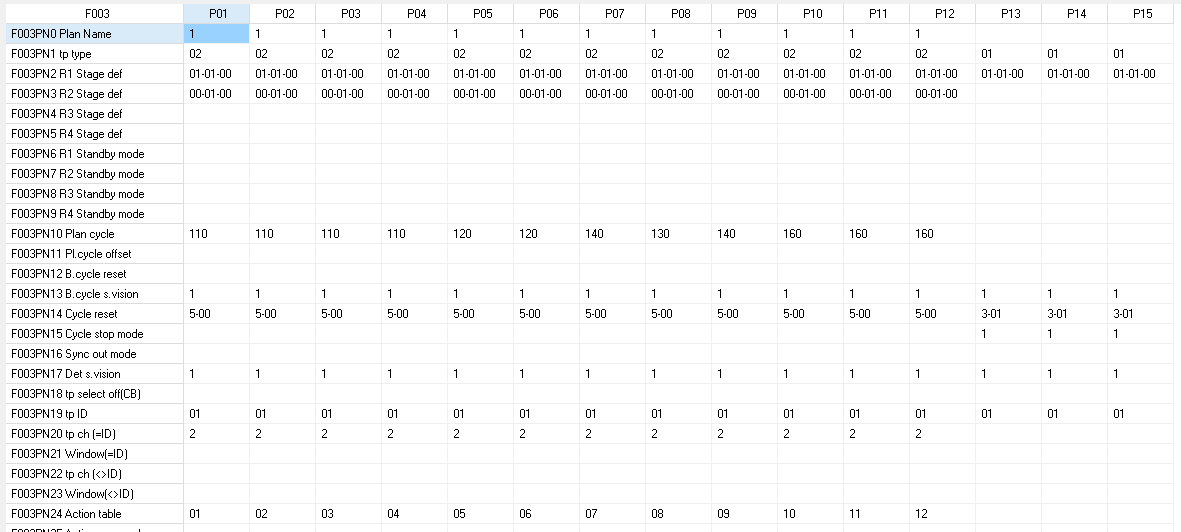 F003 P01 P02 P03 P04 P05 P06 P07 P08 P09 P10 P11 P12 P13 P14 P15
F003PN0 Plan Name 1 1 1 1 1 1 1 1 1 1 1 1
F003PN1 tp type 02 02 02 02 02 02 02 02 02 02 02 02 01 01 01
F003PN2 R1 Stage def 01-01-00 01-01-00 01-01-00 01-01-00 01-01-00 01-01-00 01-01-00 01-01-00 01-01-00 01-01-00 01-01-00 01-01-00 01-01-00 01-01-00 01-01-00
F003PN3 R2 Stage def 00-01-00 00-01-00 00-01-00 00-01-00 00-01-00 00-01-00 00-01-00 00-01-00 00-01-00 00-01-00 00-01-00 00-01-00
F003PN4 R3 Stage def
F003PN5 R4 Stage def
F003PN6 R1 Standby mode
F003PN7 R2 Standby mode
F003PN8 R3 Standby mode
F003PN9 R4 Standby mode
F003PN10 Plan cycle 110 110 110 110 120 120 140 130 140 160 160 160
F003PN11 Pl.cycle offset
F003PN12 B.cycle reset
F003PN13 B.cycle s.vision 1 1 1 1 1 1 1 1 1 1 1 1 1 1 1
F003PN14 Cycle reset 5-00 5-00 5-00 5-00 5-00 5-00 5-00 5-00 5-00 5-00 5-00 5-00 3-01 3-01 3-01
F003PN15 Cycle stop mode 1 1 1
F003PN16 Sync out mode
F003PN17 Det s.vision 1 1 1 1 1 1 1 1 1 1 1 1 1 1 1
F003PN18 tp select off(CB)
F003PN19 tp ID 01 01 01 01 01 01 01 01 01 01 01 01 01 01 01
F003PN20 tp ch (=ID) 2 2 2 2 2 2 2 2 2 2 2 2
F003PN21 Window(=ID)
F003PN22 tp ch (<>ID)
F003PN23 Window(<>ID)
F003PN24 Action table 01 02 03 04 05 06 07 08 09 10 11 12